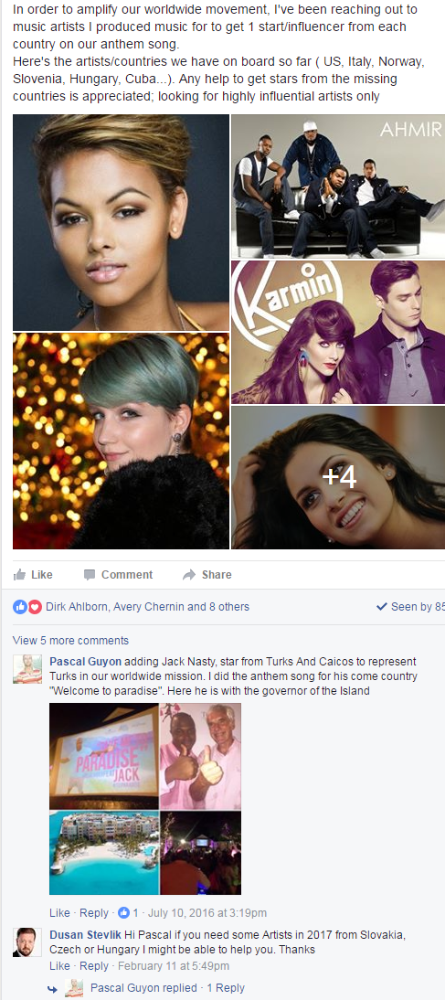 In order to amplify our worldwide movement, I've been reaching out to
music artists I produced music for to get 1 start/influencer from each
country on our anthem song.
Here's the artists/countries we have on board so far ( US, Italy, Norway,
Slovenia, Hungary, Cuba...). Any help to get stars from the missing
countries is appreciated; looking for highly influential artists only
AHMIR
Karmin
+4
Like Comment Share
Dirk Ahlborn, Avery Chernin and 8 others Seen by 85
View 5 more comments
Pascal Guyon adding Jack Nasty, star from Turks And Caicos to represent
Turks in our worldwide mission. I did the anthem song for his come country
"Welcome to paradise". Here he is with the governor of the Island
PARADISE
JACK
Like · Reply · 1 · July 10, 2016 at 3:19pm
Dusan Stevlik Hi Pascal if you need some Artists in 2017 from Slovakia,
Czech or Hungary I might be able to help you. Thanks
Like · Reply · February 11 at 5:49pm
Pascal Guyon replied · 1 Reply